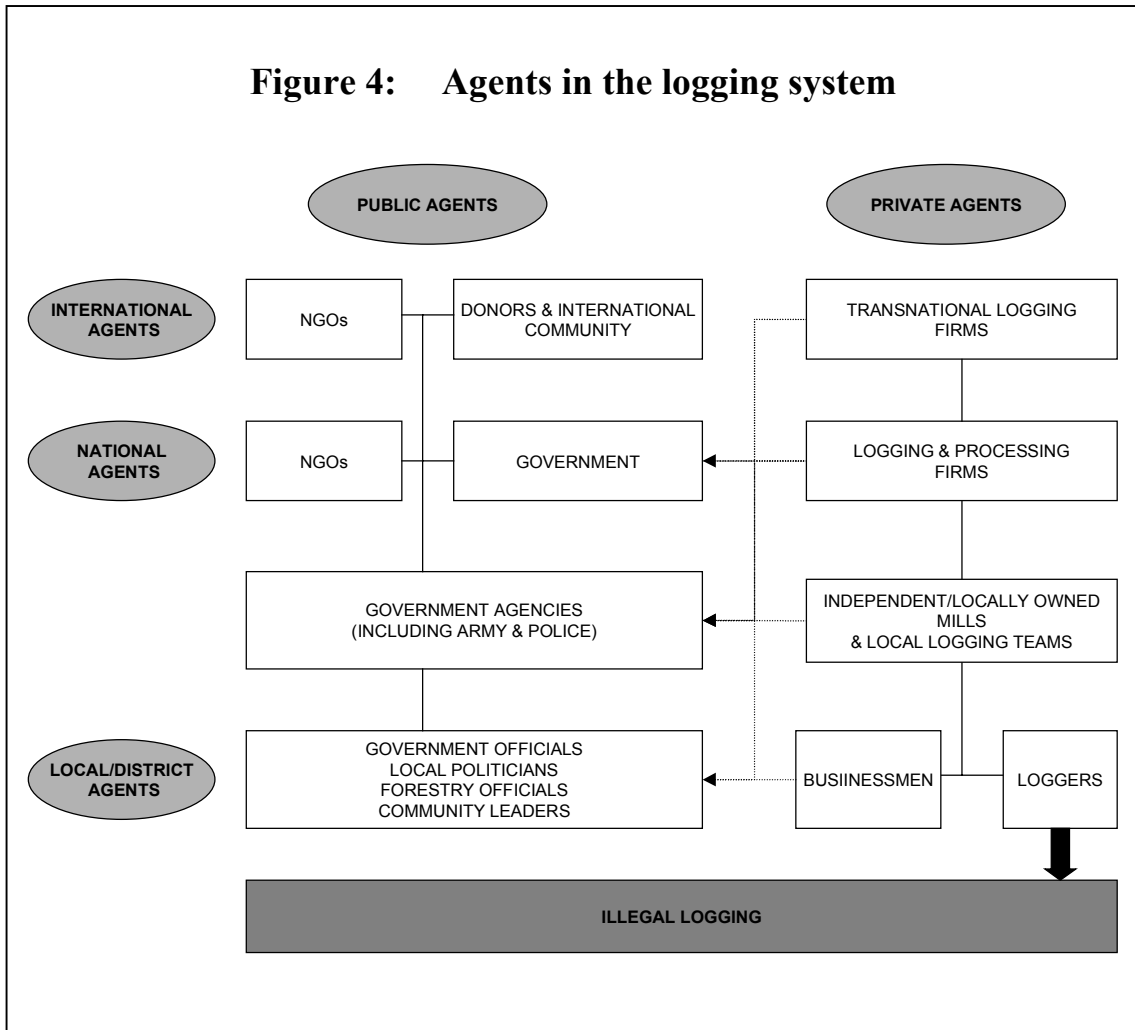 Figure 4: Agents in the logging system
PUBLIC AGENTS
PRIVATE AGENTS
INTERNATIONAL
AGENTS
NGOs
DONORS & INTERNATIONAL
COMMUNITY
TRANSNATIONAL LOGGING
FIRMS
NATIONAL
AGENTS
NGOs
GOVERNMENT
LOGGING & PROCESSING
FIRMS
GOVERNMENT AGENCIES
(INCLUDING ARMY & POLICE)
INDEPENDENT/LOCALLY OWNED
MILLS
& LOCAL LOGGING TEAMS
LOCAL/DISTRICT
AGENTS
GOVERNMENT OFFICIALS
LOCAL POLITICIANS
FORESTRY OFFICIALS
COMMUNITY LEADERS
BUSIINESSMEN
LOGGERS
ILLEGAL LOGGING